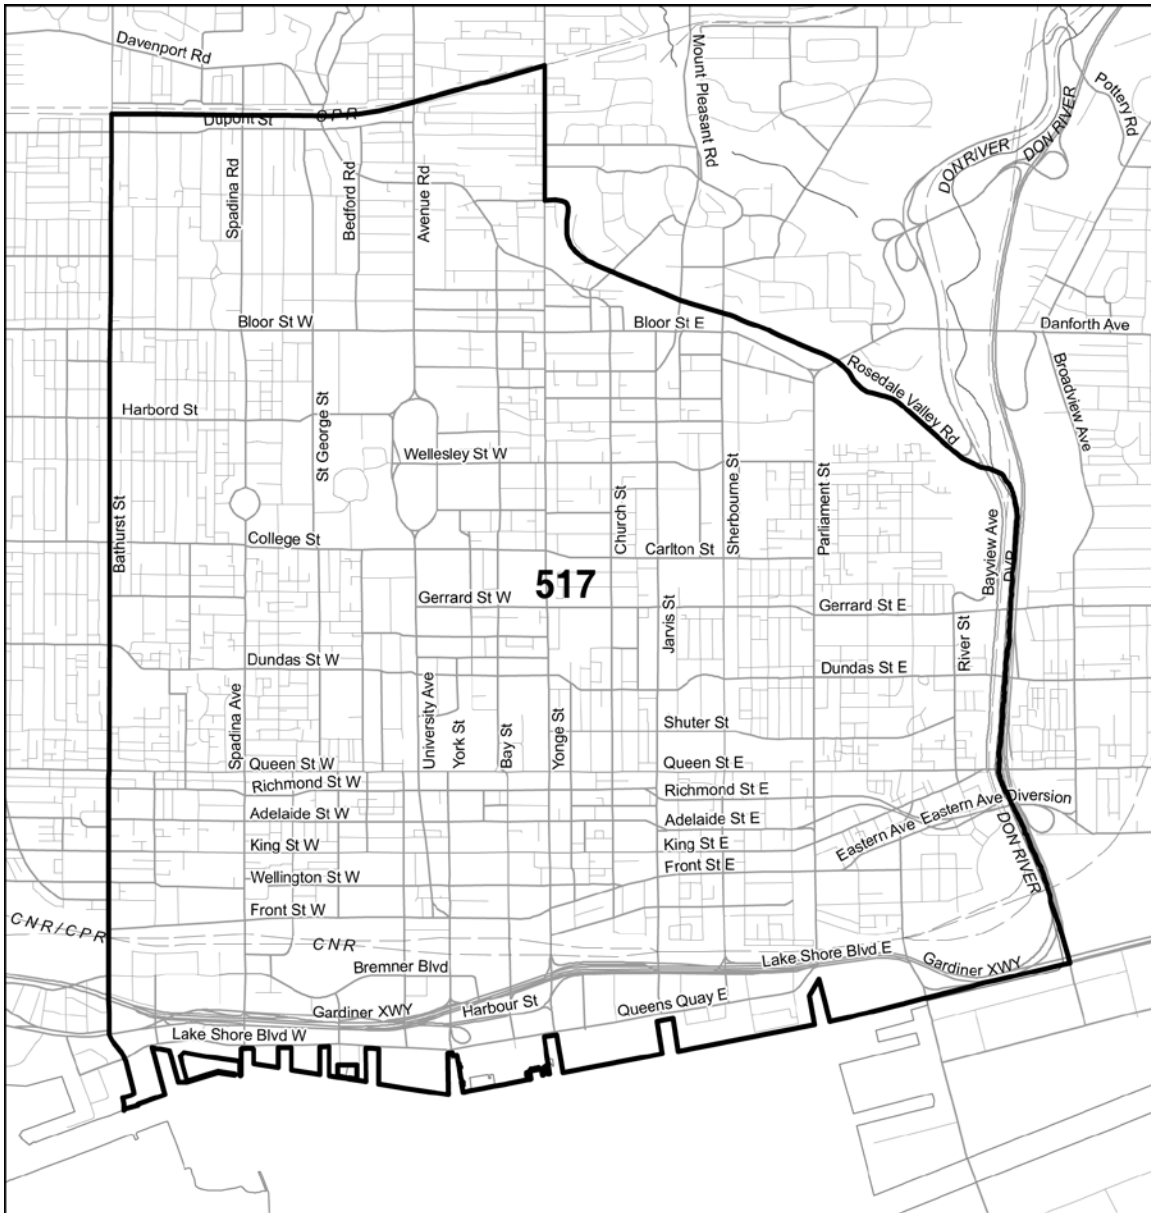 Davenport Rd
Mount Pleasant Rd
Pottery Rd
DON RIVER
DON RIVER
CPR
Dupont St
Spadina Rd
Bedford Rd
Avenue Rd
Bloor St W
Bloor St E
Danforth Ave
Rosedale Valley Rd
Broadview Ave
Harbord St
St George St
Wellesley St W
Bathurst St
Church St
Sherbourne St
Parliament St
College St
Carlton St
Bayview Ave
DVP
517
Gerrard St W
Gerrard St E
Jarvis St
River St
Dundas St W
Dundas St E
Spadina Ave
University Ave
York St
Bay St
Yonge St
Shuter St
Queen St W
Queen St E
Richmond St W
Richmond St E
Adelaide St W
Adelaide St E
Eastern Ave
Eastern Ave Diversion
King St W
King St E
DON RIVER
Wellington St W
Front St E
Front St W
CNR/CPR
CNR
Bremner Blvd
Lake Shore Blvd E
Gardiner XWY
Gardiner XWY
Harbour St
Queens Quay E
Lake Shore Blvd W